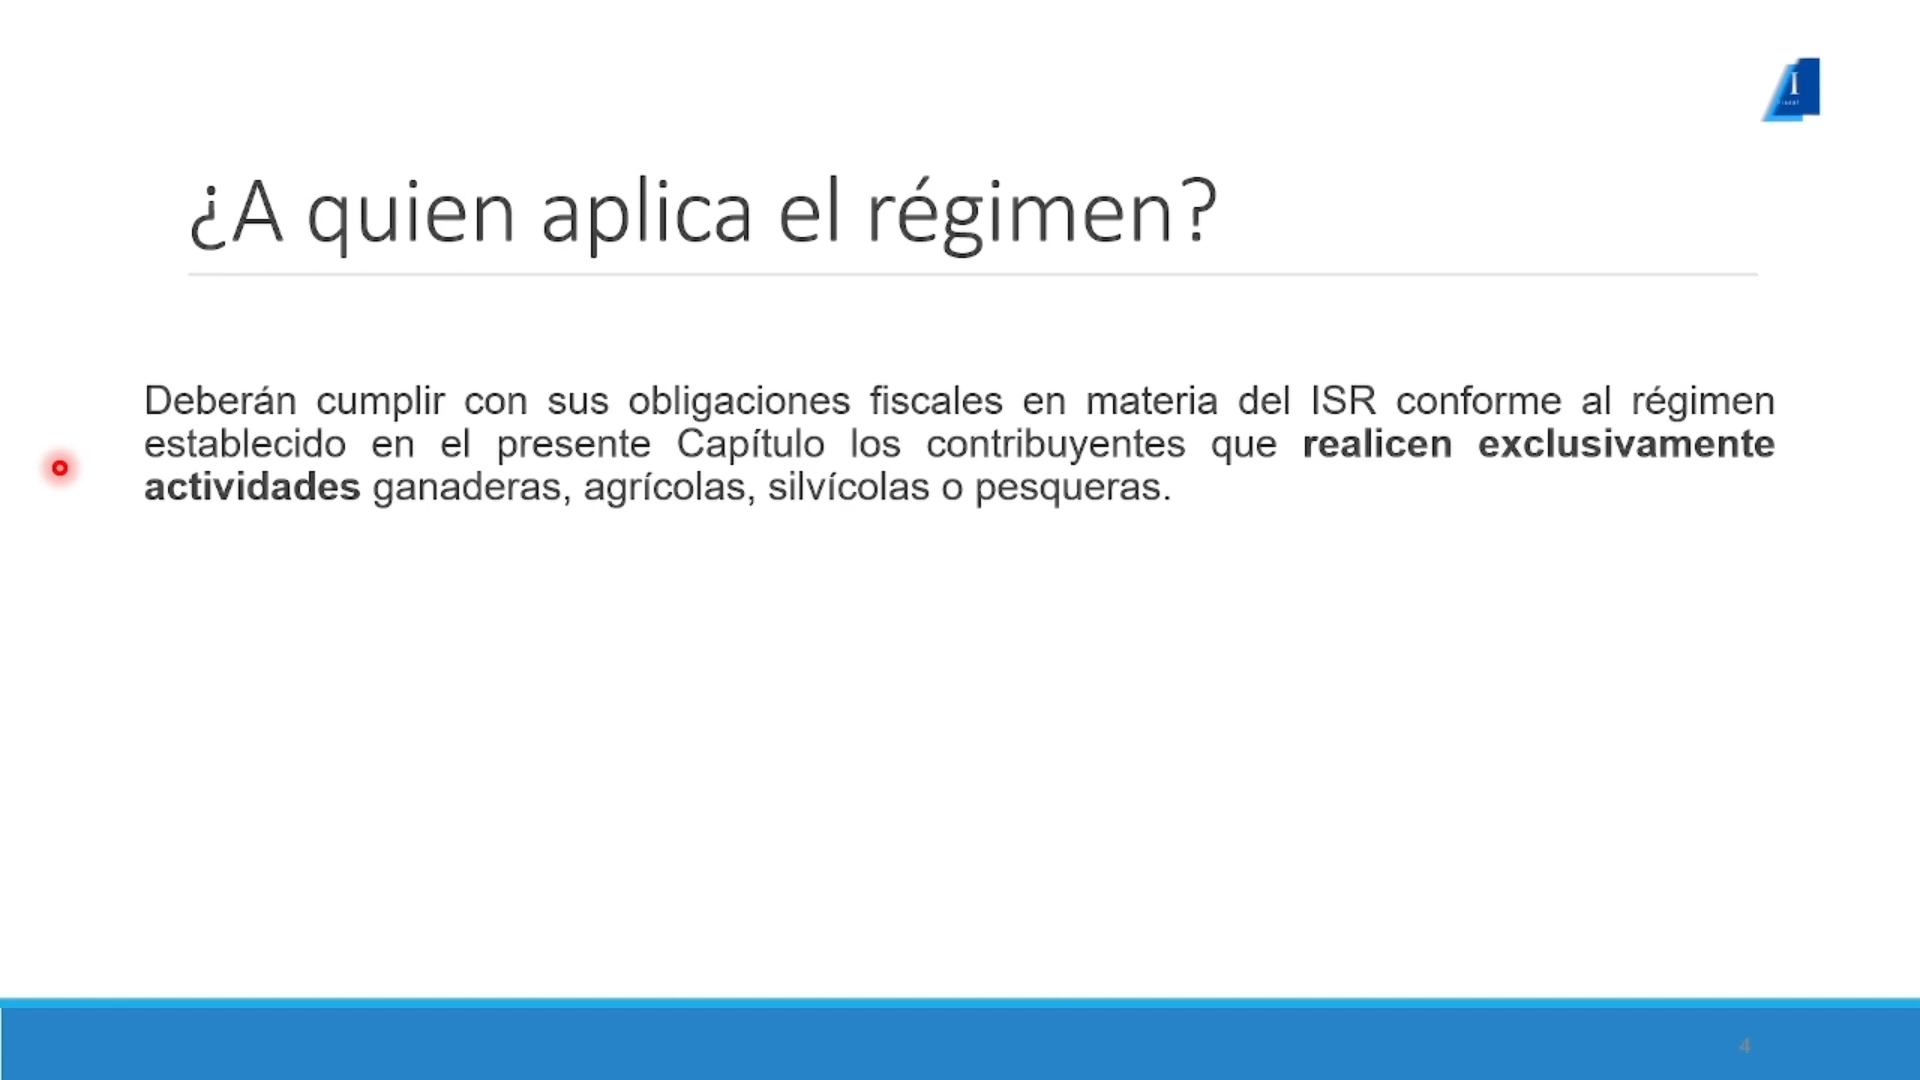 I
¿A quien aplica el régimen?
Deberán cumplir con sus obligaciones fiscales en materia del ISR conforme al régimen
establecido en el presente Capítulo los contribuyentes que realicen exclusivamente
actividades ganaderas, agrícolas, silvícolas o pesqueras.
4